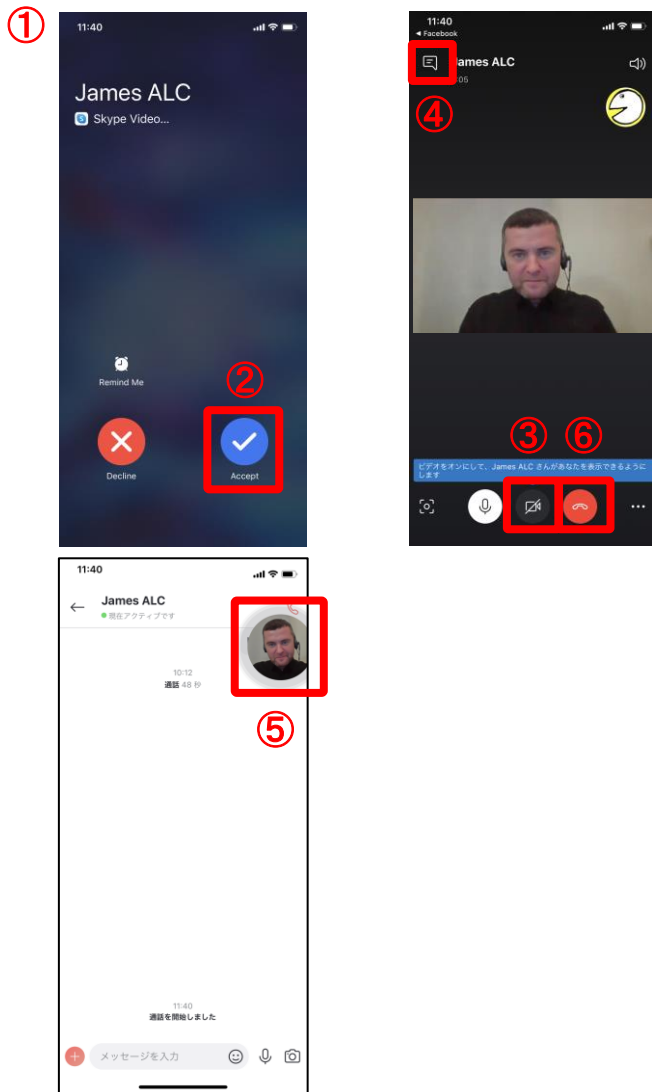 ①
11:40
James ALC
Skype Video...
Remind Me
②
Decline
Accept
11:40
◀ Facebook
James ALC
05
④
③ ⑥
ビデオをオンにして、James ALC さんがあなたを表示できるように
します
11:40
James ALC
現在アクティブです
10:12
通話 48 秒
⑤
11:40
通話を開始しました
メッセージを入力